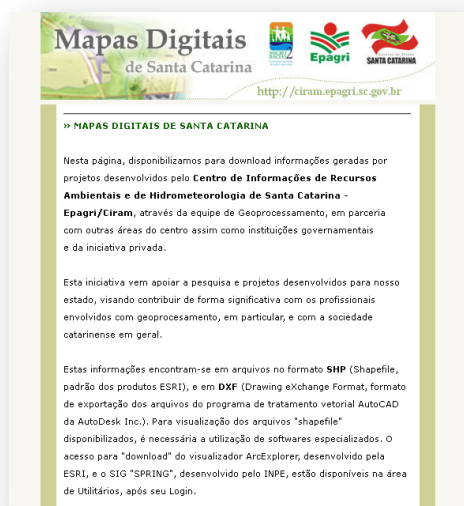 Mapas Digitais
de Santa Catarina
Epagri
SANTA CATARINA
http://ciram.epagri.sc.gov.br
» MAPAS DIGITAIS DE SANTA CATARINA
Nesta página, disponibilizamos para download informações geradas por
projetos desenvolvidos pelo Centro de Informações de Recursos
Ambientais e de Hidrometeorologia de Santa Catarina -
Epagri/Ciram, através da equipe de Geoprocessamento, em parceria
com outras áreas do centro assim como instituições governamentais
e da iniciativa privada.
Esta iniciativa vem apoiar a pesquisa e projetos desenvolvidos para nosso
estado, visando contribuir de forma significativa com os profissionais
envolvidos com geoprocesamento, em particular, e com a sociedade
catarinense em geral.
Estas informações encontram-se em arquivos no formato SHP (Shapefile,
padrão dos produtos ESRI), e em DXF (Drawing eXchange Format, formato
de exportação dos arquivos do programa de tratamento vetorial AutoCAD
da AutoDesk Inc.). Para visualização dos arquivos "shapefile"
disponibilizados, é necessária a utilização de softwares especializados. O
acesso para "download" do visualizador ArcExplorer, desenvolvido pela
ESRI, e o SIG "SPRING", desenvolvido pelo INPE, estão disponíveis na área
de Utilitários, após seu Login.